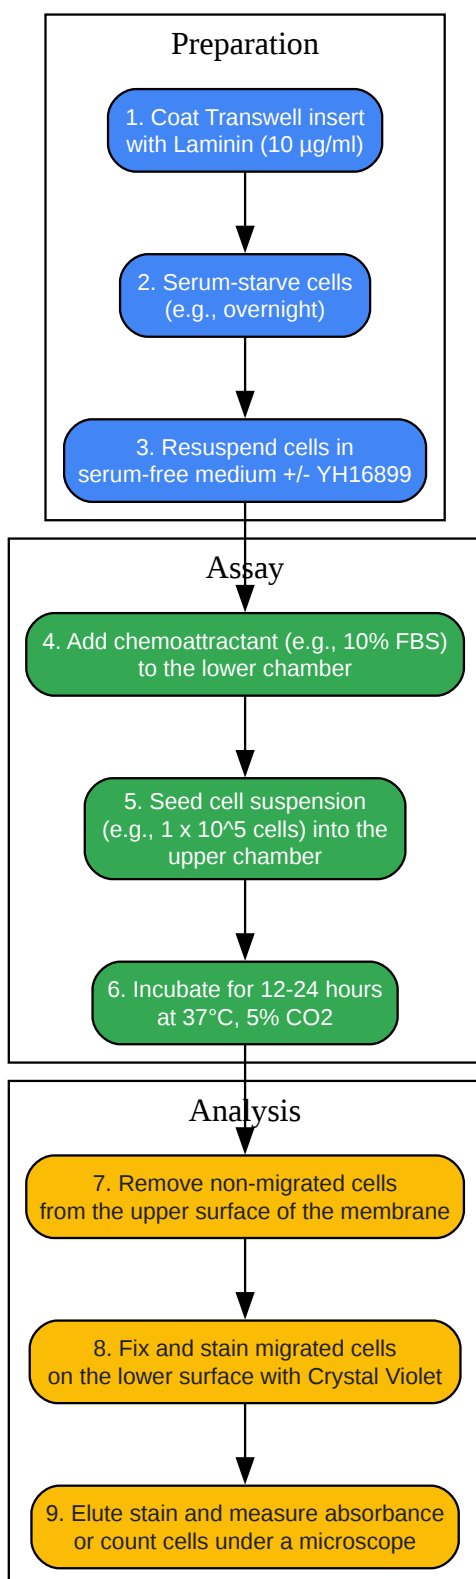 Preparation
1. Coat Transwell insert
with Laminin (10 µg/ml)
2. Serum-starve cells
(e.g., overnight)
3. Resuspend cells in
serum-free medium +/- YH16899
Assay
4. Add chemoattractant (e.g., 10% FBS)
to the lower chamber
5. Seed cell suspension
(e.g., 1 x 10^5 cells) into the
upper chamber
6. Incubate for 12-24 hours
at 37°C, 5% CO2
Analysis
7. Remove non-migrated cells
from the upper surface of the membrane
8. Fix and stain migrated cells
on the lower surface with Crystal Violet
9. Elute stain and measure absorbance
or count cells under a microscope